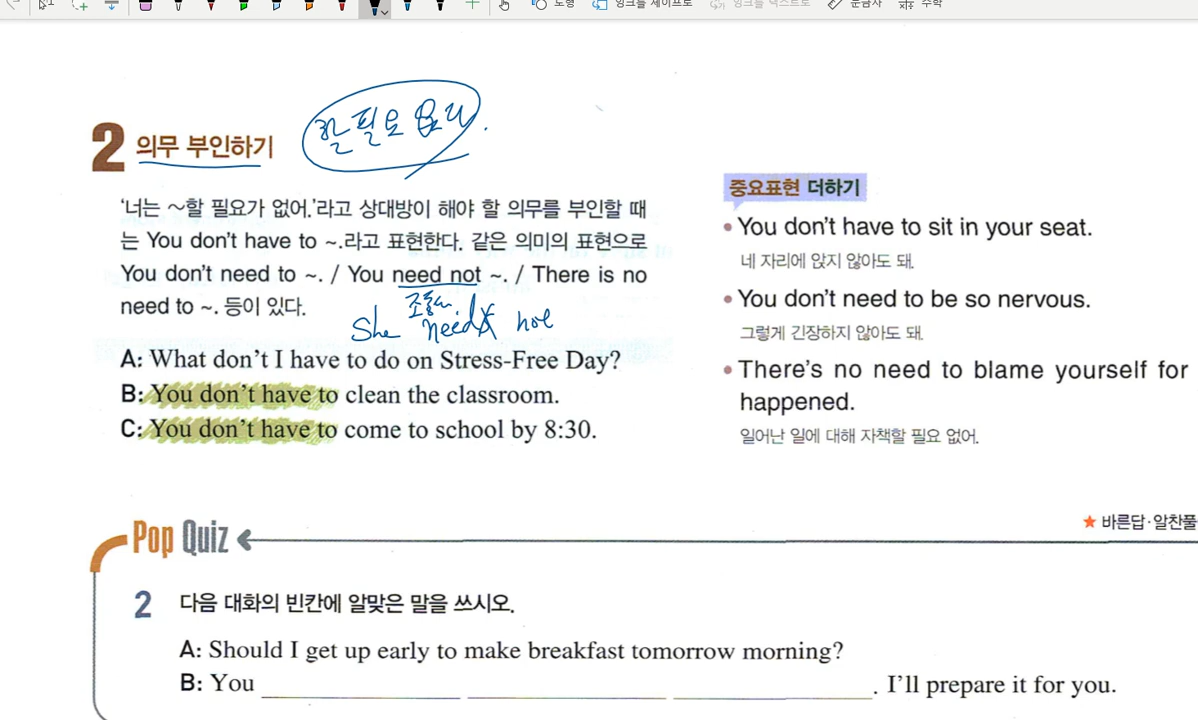 도형
잉크를 셰이프로
잉크를 텍스트로
눈금자
수학
할 필요 없다.
2 의무 부인하기
'너는 ~할 필요가 없어.'라고 상대방이 해야 할 의무를 부인할 때
는 You don't have to ~.라고 표현한다. 같은 의미의 표현으로
You don't need to ~. / You need not ~. / There is no
need to ~. 등이 있다.
조동사
She needs not
A: What don't I have to do on Stress-Free Day?
B: You don't have to clean the classroom.
C: You don't have to come to school by 8:30.
중요표현 더하기
• You don't have to sit in your seat.
네 자리에 앉지 않아도 돼.
• You don't need to be so nervous.
그렇게 긴장하지 않아도 돼.
• There's no need to blame yourself for
happened.
일어난 일에 대해 자책할 필요 없어.
★ 바른답·알찬풀
Pop Quiz
2 다음 대화의 빈칸에 알맞은 말을 쓰시오.
A: Should I get up early to make breakfast tomorrow morning?
B: You ____ ____ ____. I'll prepare it for you.